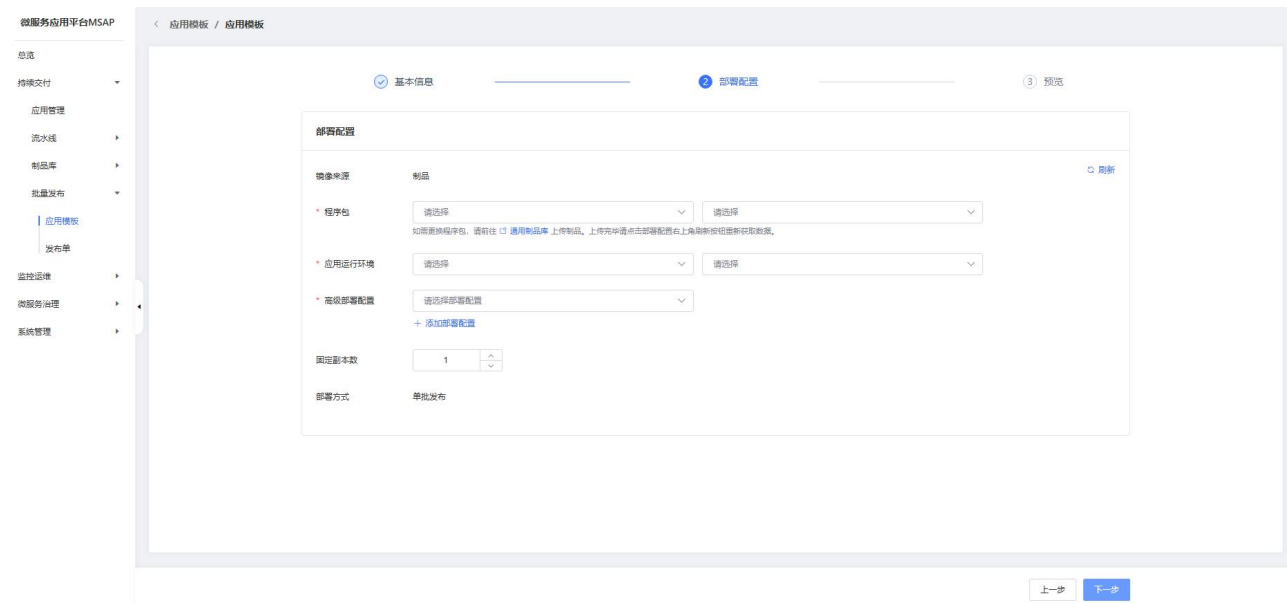 微服务应用平台MSAP
应用模板 / 应用模板
总览
持续交付
应用管理
流水线
制品库
批量发布
应用模板
发布单
监控运维
微服务治理
系统管理
基本信息
2 部署配置
3 预览
部署配置
刷新
镜像来源 制品
* 程序包 请选择 请选择
如需更换程序包，请前往 通用制品库 上传制品。上传完毕请点击部署配置右上角刷新按钮重新获取数据。
* 应用运行环境 请选择 请选择
* 高级部署配置 请选择部署配置
+ 添加部署配置
固定副本数 1
部署方式 单批发布
上一步 下一步